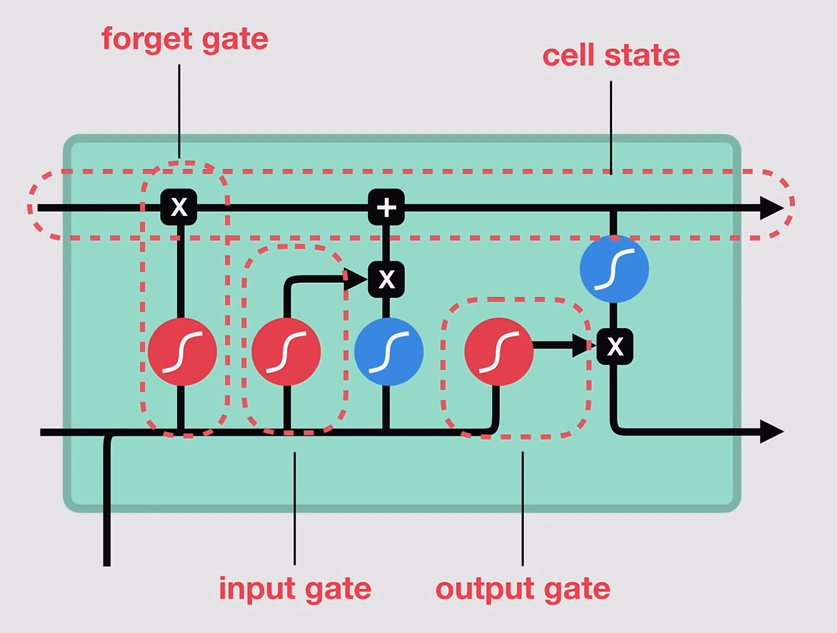 forget gate
cell state
X
+
X
X
input gate
output gate